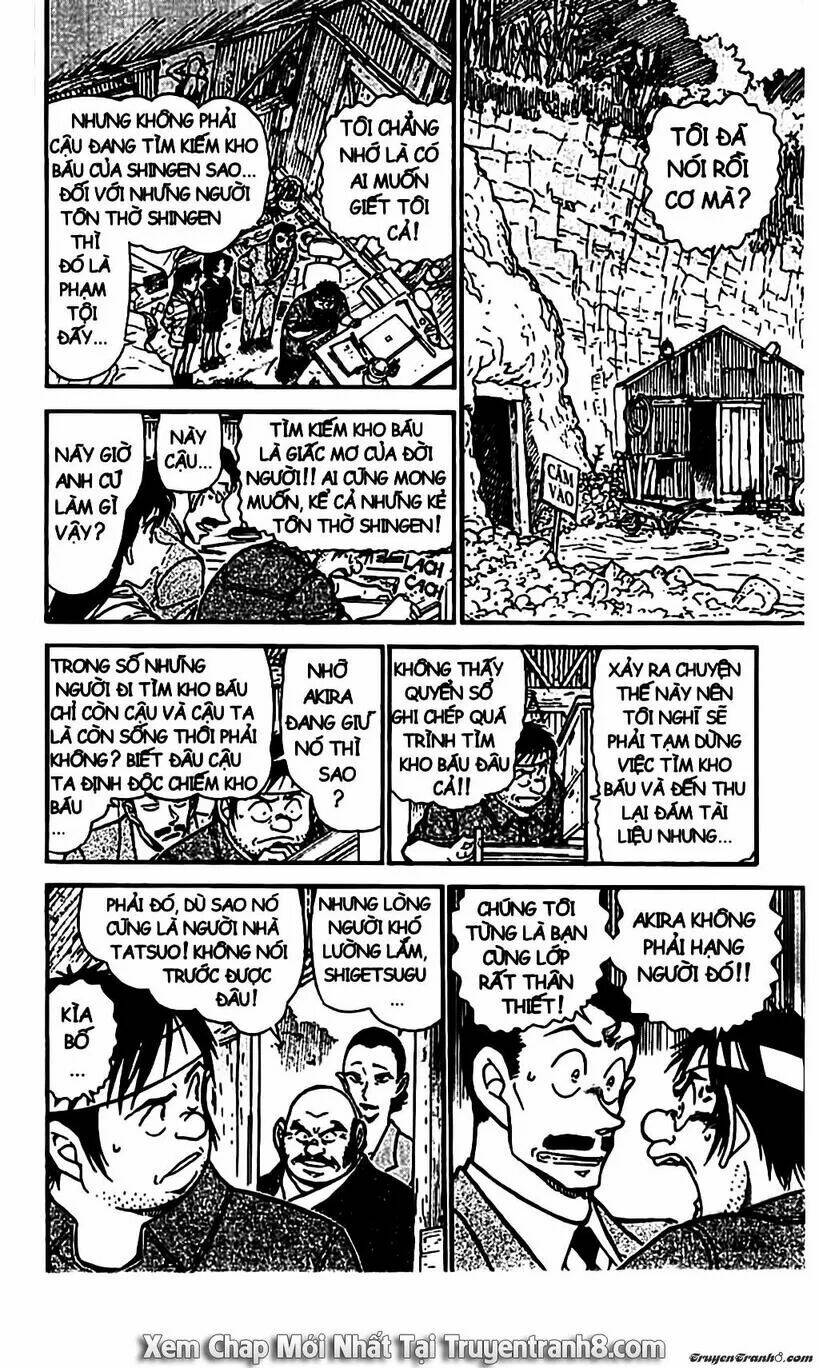 TÔI ĐÃ
NÓI RỒI
CƠ MÀ?
CẤM
VÀO
TÔI CHẲNG
NHỚ LÀ CÓ
AI MUỐN
GIẾT TÔI
CẢ!
NHƯNG KHÔNG PHẢI
CẬU ĐANG TÌM KIẾM KHO
BÁU CỦA SHINGEN SAO...
ĐỐI VỚI NHỮNG NGƯỜI
TÔN THỜ SHINGEN
THÌ
ĐÓ LÀ
PHẠM
TỘI
ĐẤY...
TÌM KIẾM KHO BÁU
LÀ GIẤC MƠ CỦA ĐỜI
NGƯỜI!! AI CŨNG MONG
MUỐN, KỂ CẢ NHỮNG KẺ
TÔN THỜ SHINGEN!
LẠCH
CẠCH
NÀY
CẬU...
NÃY GIỜ
ANH CỨ
LÀM GÌ
VẬY?
XẢY RA CHUYỆN
THẾ NÀY NÊN
TÔI NGHĨ SẼ
PHẢI TẠM DỪNG
VIỆC TÌM KHO
BÁU VÀ ĐẾN THU
LẠI ĐÁM TÀI
LIỆU NHƯNG...
KHÔNG THẤY
QUYỂN SỔ
GHI CHÉP QUÁ
TRÌNH TÌM
KHO BÁU ĐÂU
CẢ!!
NHỠ
AKIRA
ĐANG GIỮ
NÓ THÌ
SAO
?
TRONG SỐ NHỮNG
NGƯỜI ĐI TÌM KHO BÁU
CHỈ CÒN CẬU VÀ CẬU TA
LÀ CÒN SỐNG THÔI PHẢI
KHÔNG? BIẾT ĐÂU CẬU
TA ĐỊNH ĐỘC CHIẾM KHO
BÁU
...
AKIRA KHÔNG
PHẢI HẠNG
NGƯỜI ĐÓ!!
CHÚNG TÔI
TỪNG LÀ BẠN
CÙNG LỚP
RẤT THÂN
THIẾT!
NHƯNG LÒNG
NGƯỜI KHÓ
LƯỜNG LẮM,
SHIGETSUGU
...
PHẢI ĐÓ, DÙ SAO NÓ
CŨNG LÀ NGƯỜI NHÀ
TATSUO! KHÔNG NÓI
TRƯỚC ĐƯỢC
ĐÂU!
KÌA
BỐ
...
Xem Chap Mới Nhất Tại Truyentranh8.com
TruyenTranh8.com